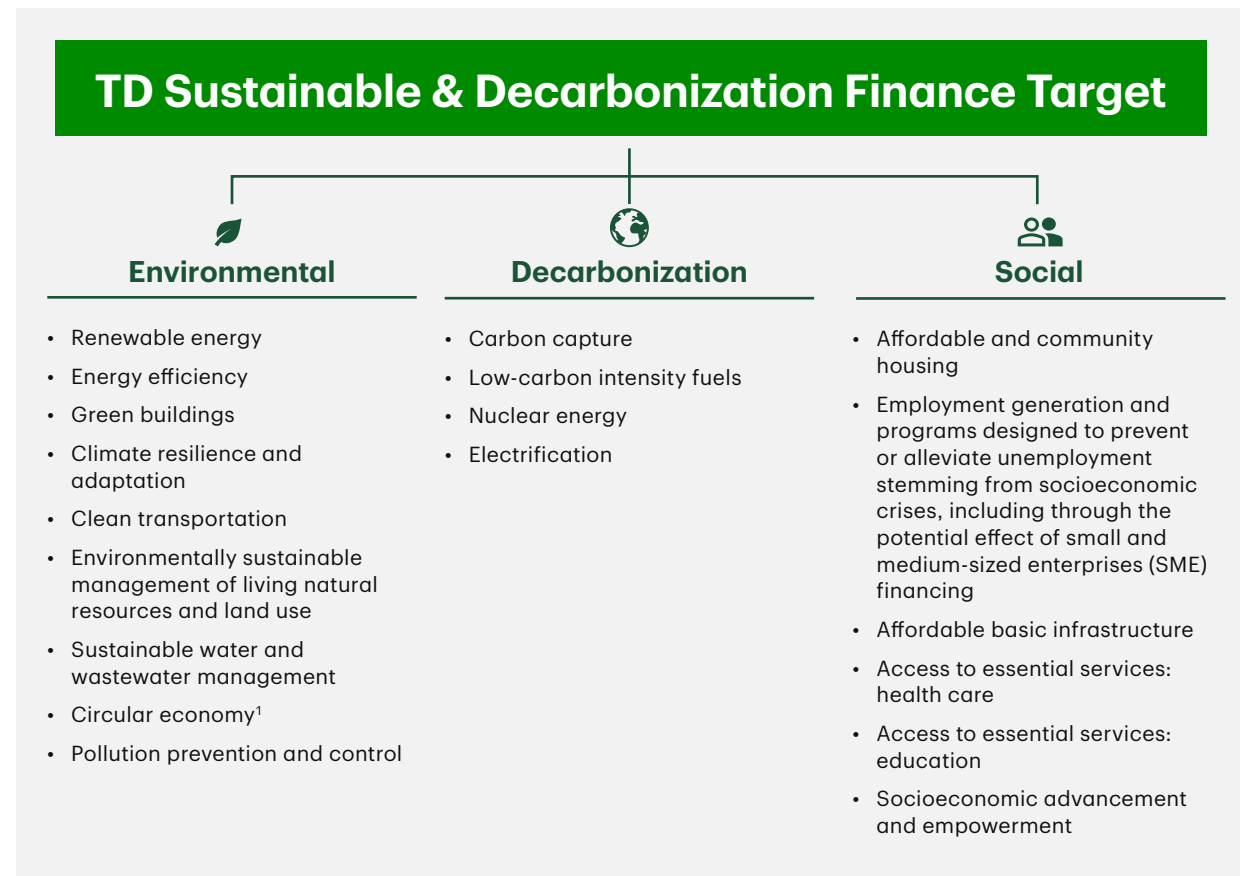 TD Sustainable & Decarbonization Finance Target
Environmental
• Renewable energy
• Energy efficiency
• Green buildings
• Climate resilience and
adaptation
• Clean transportation
• Environmentally sustainable
management of living natural
resources and land use
• Sustainable water and
wastewater management
• Circular economy¹
• Pollution prevention and control
Decarbonization
• Carbon capture
• Low-carbon intensity fuels
• Nuclear energy
• Electrification
Social
• Affordable and community
housing
• Employment generation and
programs designed to prevent
or alleviate unemployment
stemming from socioeconomic
crises, including through the
potential effect of small and
medium-sized enterprises (SME)
financing
• Affordable basic infrastructure
• Access to essential services:
health care
• Access to essential services:
education
• Socioeconomic advancement
and empowerment